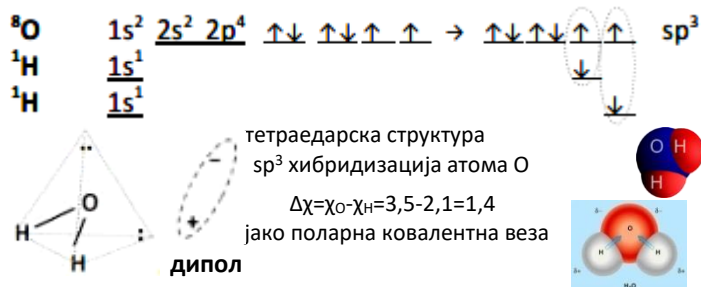 ⁸O 1s² 2s² 2p⁴ ↑↓ ↑↓ ↑ ↑ → ↑↓ ↑↓ ↑ ↑ sp³
¹H 1s¹ ↓
¹H 1s¹ ↓
тетраедарска структура
sp³ хибридизација атома O
Δχ=χO-χH=3,5-2,1=1,4
јако поларна ковалентна веза
O
H
H
–
+
дипол
O H
H
δ– δ–
O
H H
δ+ δ+
H₂O